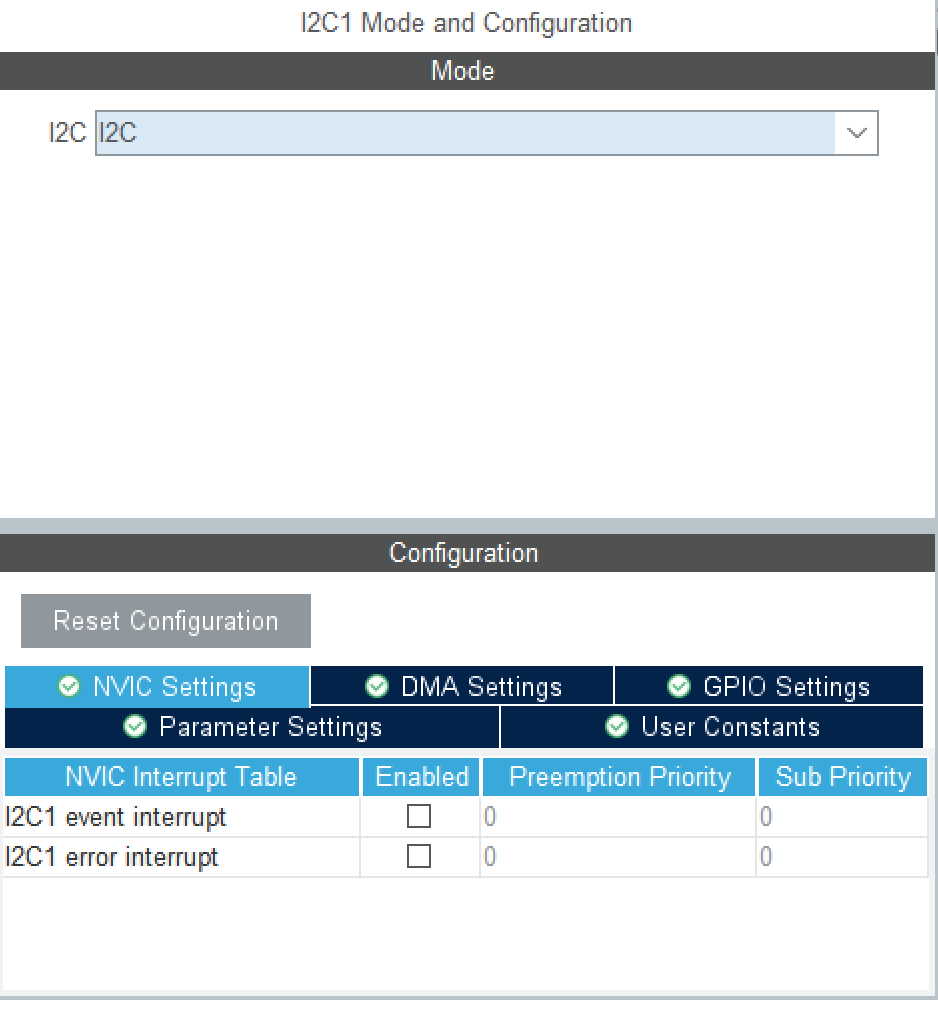 I2C1 Mode and Configuration
Mode
I2C I2C
Configuration
Reset Configuration
NVIC Settings DMA Settings GPIO Settings
Parameter Settings User Constants
NVIC Interrupt Table Enabled Preemption Priority Sub Priority
I2C1 event interrupt 0 0
I2C1 error interrupt 0 0